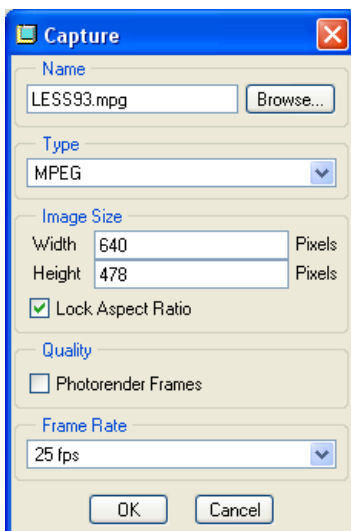 Capture
Name
LESS93.mpg Browse...
Type
MPEG
Image Size
Width 640 Pixels
Height 478 Pixels
Lock Aspect Ratio
Quality
Photorender Frames
Frame Rate
25 fps
OK Cancel